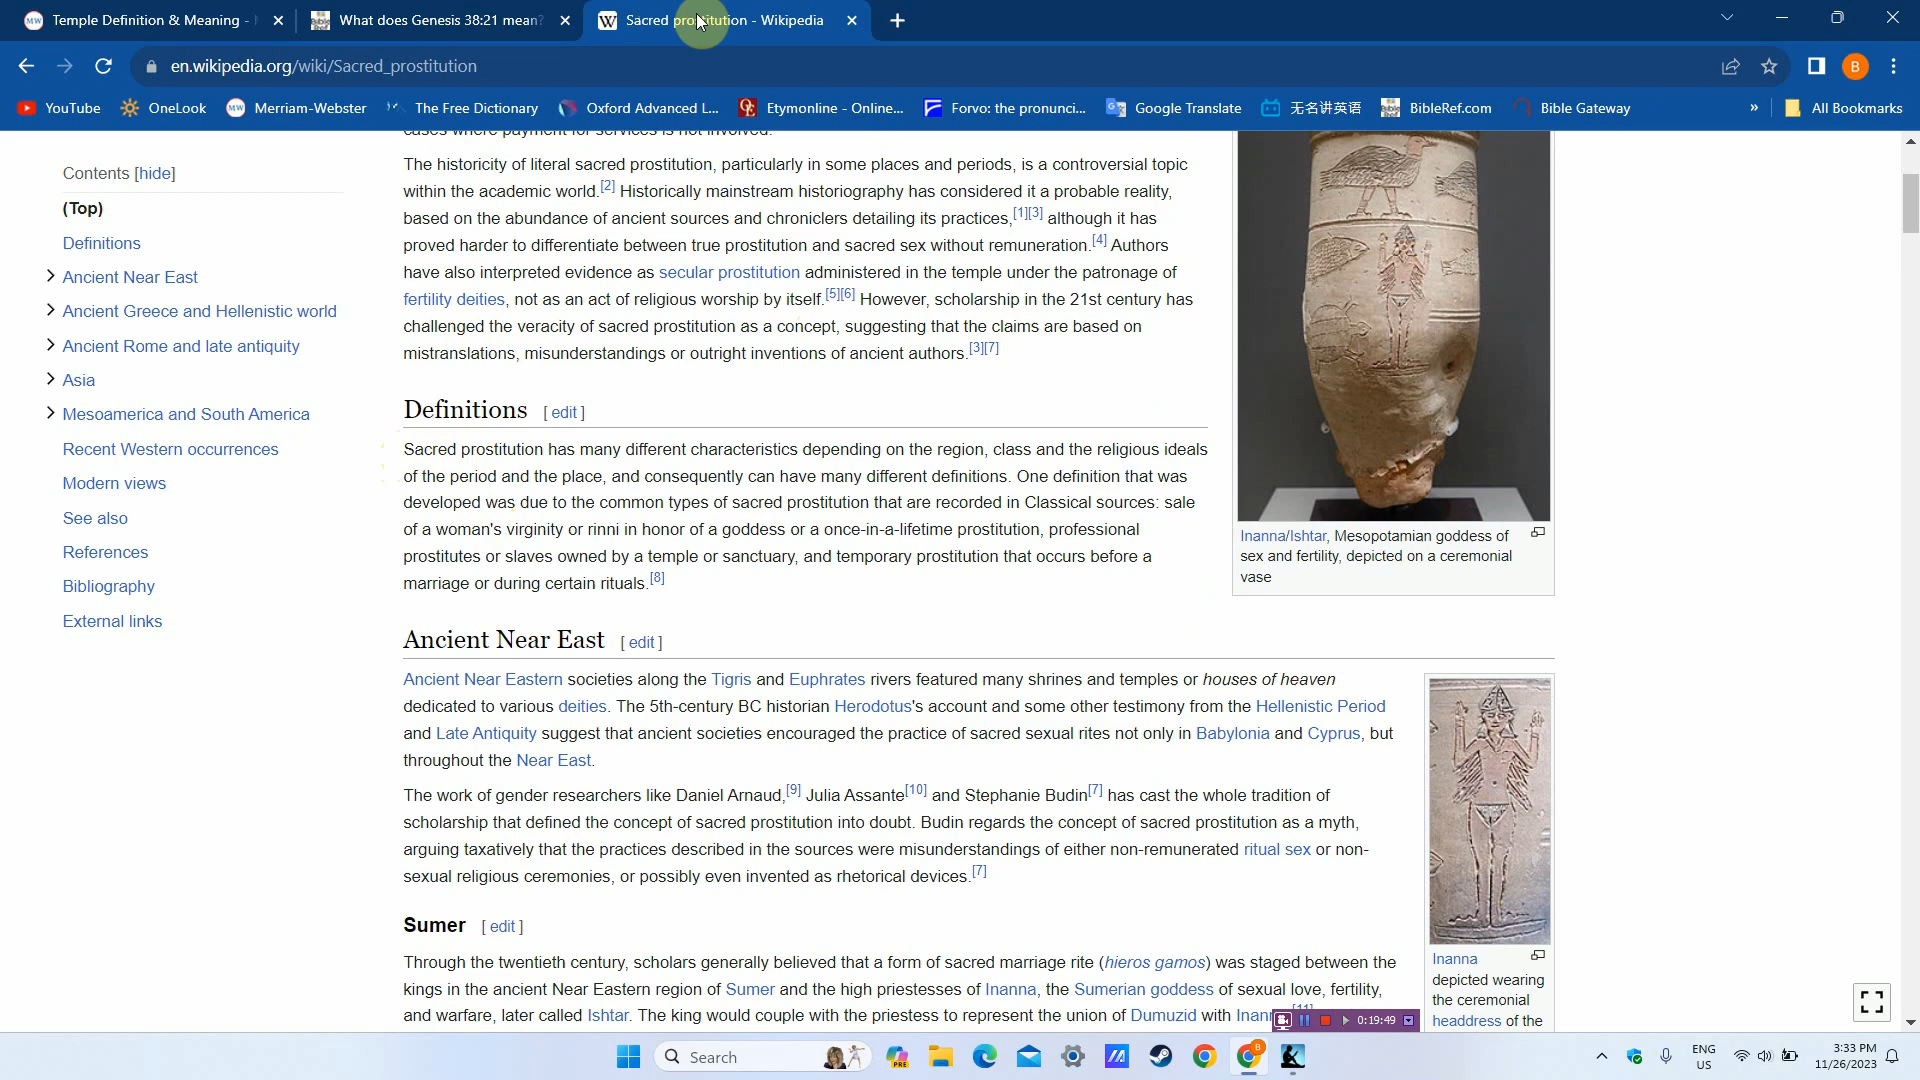 Temple Definition & Meaning -
What does Genesis 38:21 mean?
Sacred prostitution - Wikipedia
en.wikipedia.org/wiki/Sacred_prostitution
YouTube
OneLook
Merriam-Webster
The Free Dictionary
Oxford Advanced L...
Etymonline - Online...
Forvo: the pronunci...
Google Translate
无名讲英语
BibleRef.com
Bible Gateway
»
All Bookmarks
Contents [hide]
(Top)
Definitions
Ancient Near East
Ancient Greece and Hellenistic world
Ancient Rome and late antiquity
Asia
Mesoamerica and South America
Recent Western occurrences
Modern views
See also
References
Bibliography
External links
cases where payment for services is not involved.
The historicity of literal sacred prostitution, particularly in some places and periods, is a controversial topic
within the academic world.[2] Historically mainstream historiography has considered it a probable reality,
based on the abundance of ancient sources and chroniclers detailing its practices,[1][3] although it has
proved harder to differentiate between true prostitution and sacred sex without remuneration.[4] Authors
have also interpreted evidence as secular prostitution administered in the temple under the patronage of
fertility deities, not as an act of religious worship by itself.[5][6] However, scholarship in the 21st century has
challenged the veracity of sacred prostitution as a concept, suggesting that the claims are based on
mistranslations, misunderstandings or outright inventions of ancient authors.[3][7]
Definitions [ edit ]
Sacred prostitution has many different characteristics depending on the region, class and the religious ideals
of the period and the place, and consequently can have many different definitions. One definition that was
developed was due to the common types of sacred prostitution that are recorded in Classical sources: sale
of a woman's virginity or rinni in honor of a goddess or a once-in-a-lifetime prostitution, professional
prostitutes or slaves owned by a temple or sanctuary, and temporary prostitution that occurs before a
marriage or during certain rituals.[8]
Inanna/Ishtar, Mesopotamian goddess of
sex and fertility, depicted on a ceremonial
vase
Ancient Near East [ edit ]
Ancient Near Eastern societies along the Tigris and Euphrates rivers featured many shrines and temples or houses of heaven
dedicated to various deities. The 5th-century BC historian Herodotus's account and some other testimony from the Hellenistic Period
and Late Antiquity suggest that ancient societies encouraged the practice of sacred sexual rites not only in Babylonia and Cyprus, but
throughout the Near East.
The work of gender researchers like Daniel Arnaud,[9] Julia Assante[10] and Stephanie Budin[7] has cast the whole tradition of
scholarship that defined the concept of sacred prostitution into doubt. Budin regards the concept of sacred prostitution as a myth,
arguing taxatively that the practices described in the sources were misunderstandings of either non-remunerated ritual sex or non-
sexual religious ceremonies, or possibly even invented as rhetorical devices.[7]
Sumer [ edit ]
Through the twentieth century, scholars generally believed that a form of sacred marriage rite (hieros gamos) was staged between the
kings in the ancient Near Eastern region of Sumer and the high priestesses of Inanna, the Sumerian goddess of sexual love, fertility,
and warfare, later called Ishtar. The king would couple with the priestess to represent the union of Dumuzid with
Inanna
depicted wearing
the ceremonial
headdress of the
0:19:49
Search
ENG
US
3:33 PM
11/26/2023